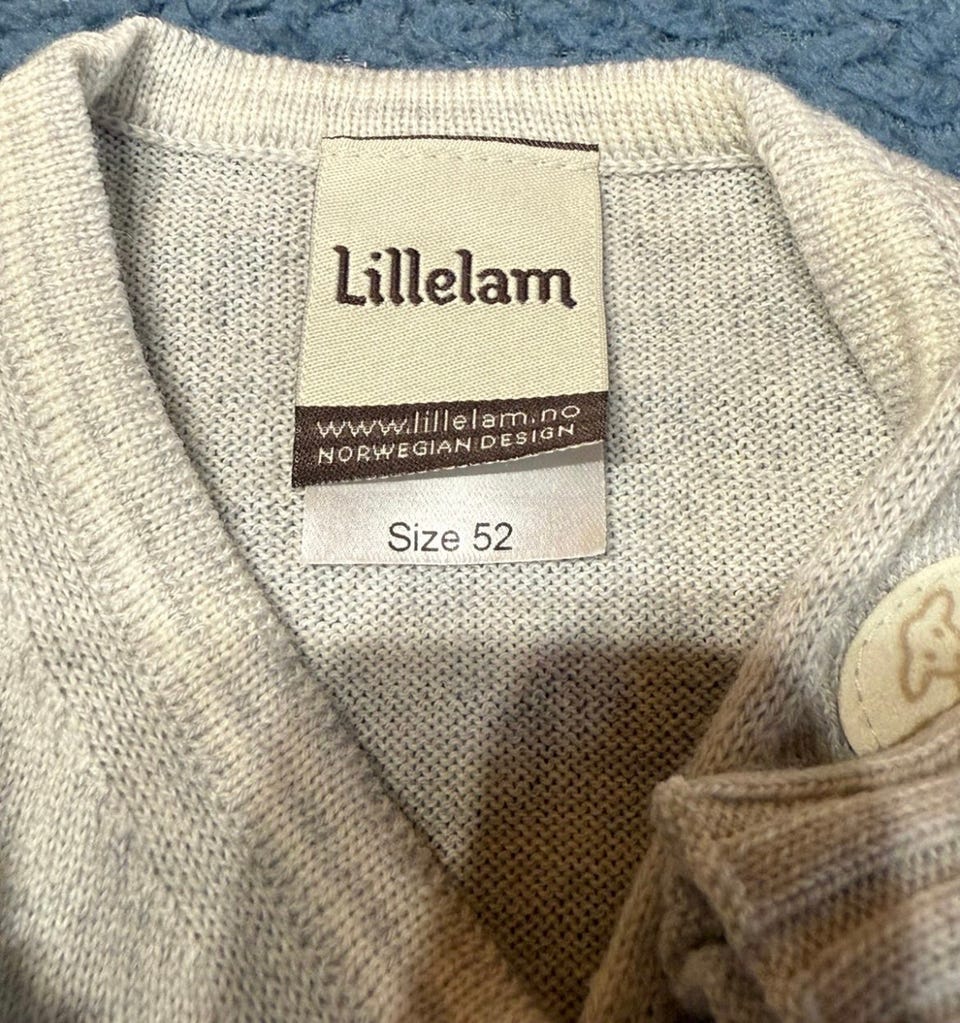 Lillelam
www.lillelam.no
NORWEGIAN DESIGN
Size 52